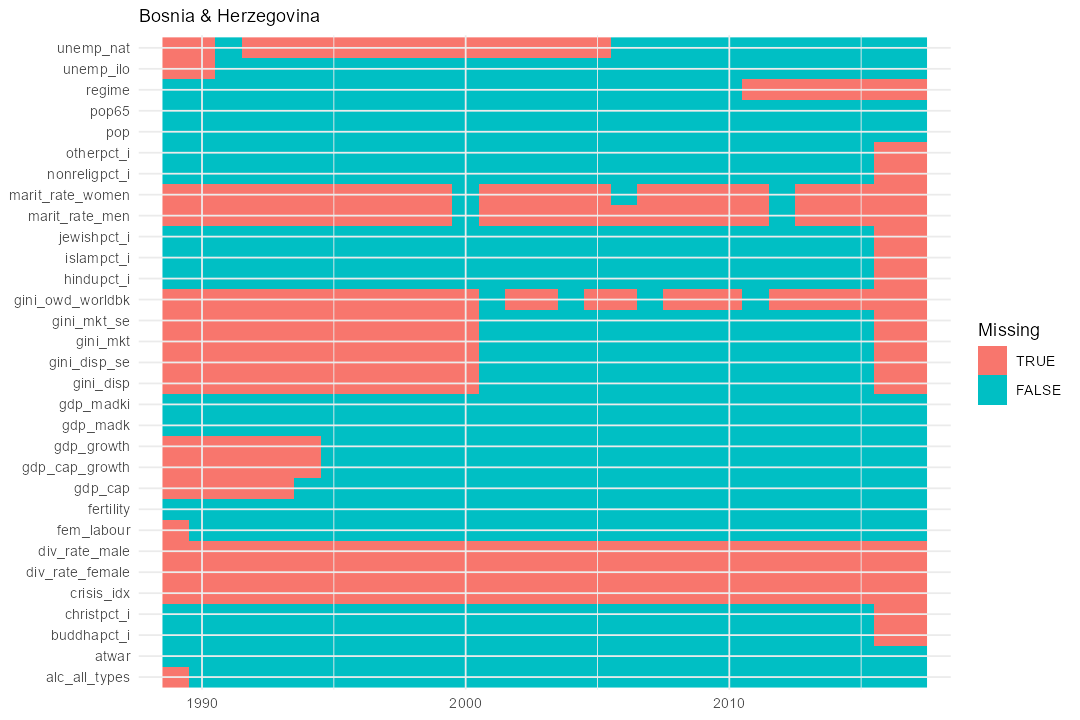 Bosnia & Herzegovina
unemp_nat
unemp_ilo
regime
pop65
pop
otherpct_i
nonreligpct_i
marit_rate_women
marit_rate_men
jewishpct_i
islampct_i
hindupct_i
gini_owd_worldbk
gini_mkt_se
gini_mkt
gini_disp_se
gini_disp
gdp_madki
gdp_madk
gdp_growth
gdp_cap_growth
gdp_cap
fertility
fem_labour
div_rate_male
div_rate_female
crisis_idx
christpct_i
buddhapct_i
atwar
alc_all_types
1990 2000 2010
Missing
TRUE
FALSE